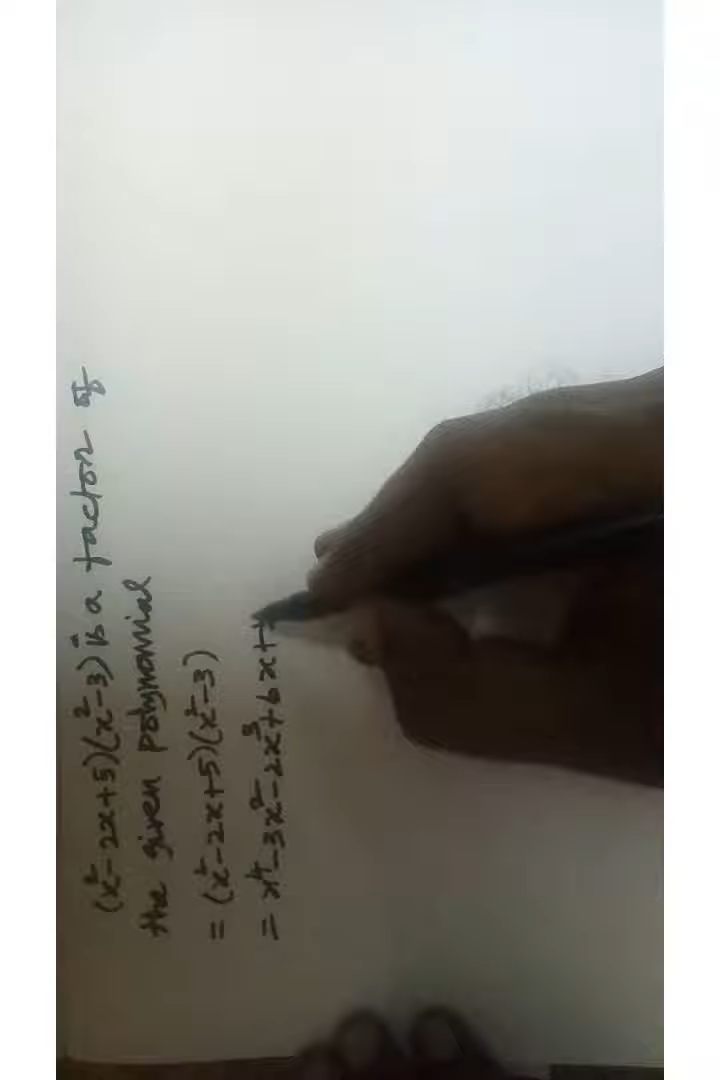 (x²-2x+5)(x²-3) is a factor of
the given polynomial
= (x²-2x+5)(x²-3)
= x⁴-3x²-2x³+6x+